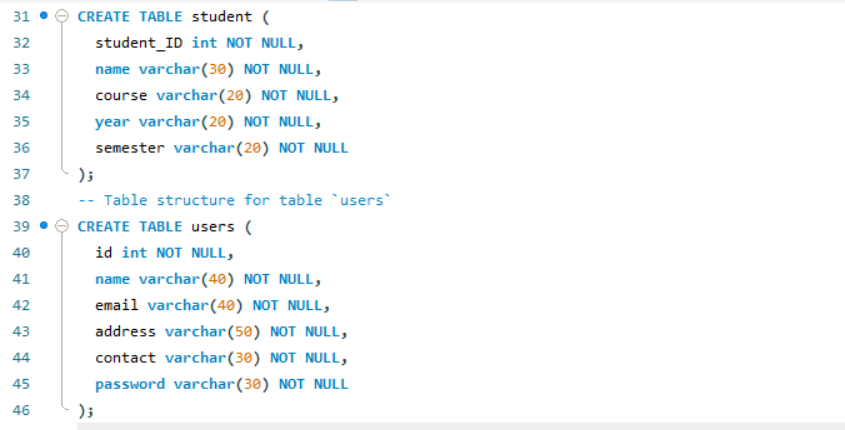 31 CREATE TABLE student (
32 student_ID int NOT NULL,
33 name varchar(30) NOT NULL,
34 course varchar(20) NOT NULL,
35 year varchar(20) NOT NULL,
36 semester varchar(20) NOT NULL
37 );
38 -- Table structure for table `users`
39 CREATE TABLE users (
40 id int NOT NULL,
41 name varchar(40) NOT NULL,
42 email varchar(40) NOT NULL,
43 address varchar(50) NOT NULL,
44 contact varchar(30) NOT NULL,
45 password varchar(30) NOT NULL
46 );